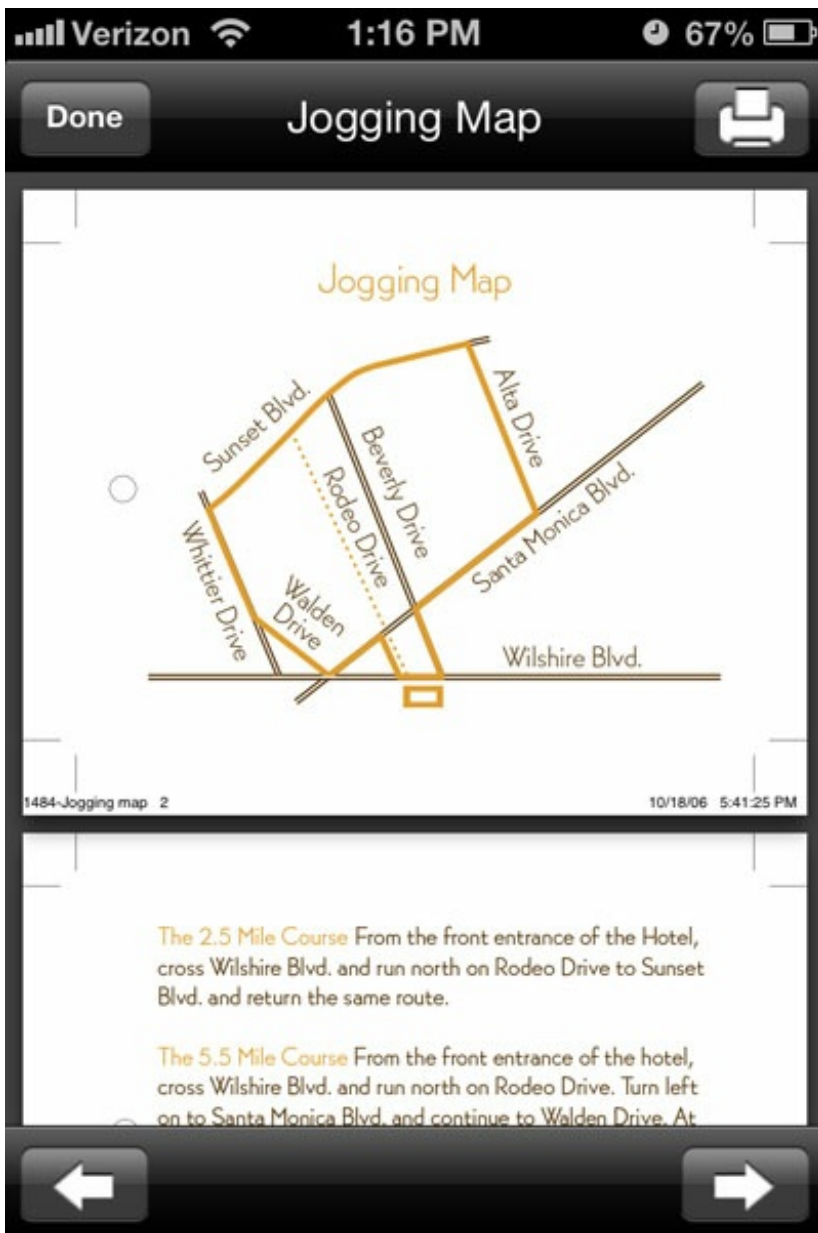 Verizon 1:16 PM 67%
Done Jogging Map
Jogging Map
Sunset Blvd.
Alta Drive
Beverly Drive
Rodeo Drive
Santa Monica Blvd.
Whittier Drive
Walden
Drive
Wilshire Blvd.
1484-Jogging map 2 10/18/06 5:41:25 PM
The 2.5 Mile Course From the front entrance of the Hotel,
cross Wilshire Blvd. and run north on Rodeo Drive to Sunset
Blvd. and return the same route.
The 5.5 Mile Course From the front entrance of the hotel,
cross Wilshire Blvd. and run north on Rodeo Drive. Turn left
on to Santa Monica Blvd. and continue to Walden Drive. At